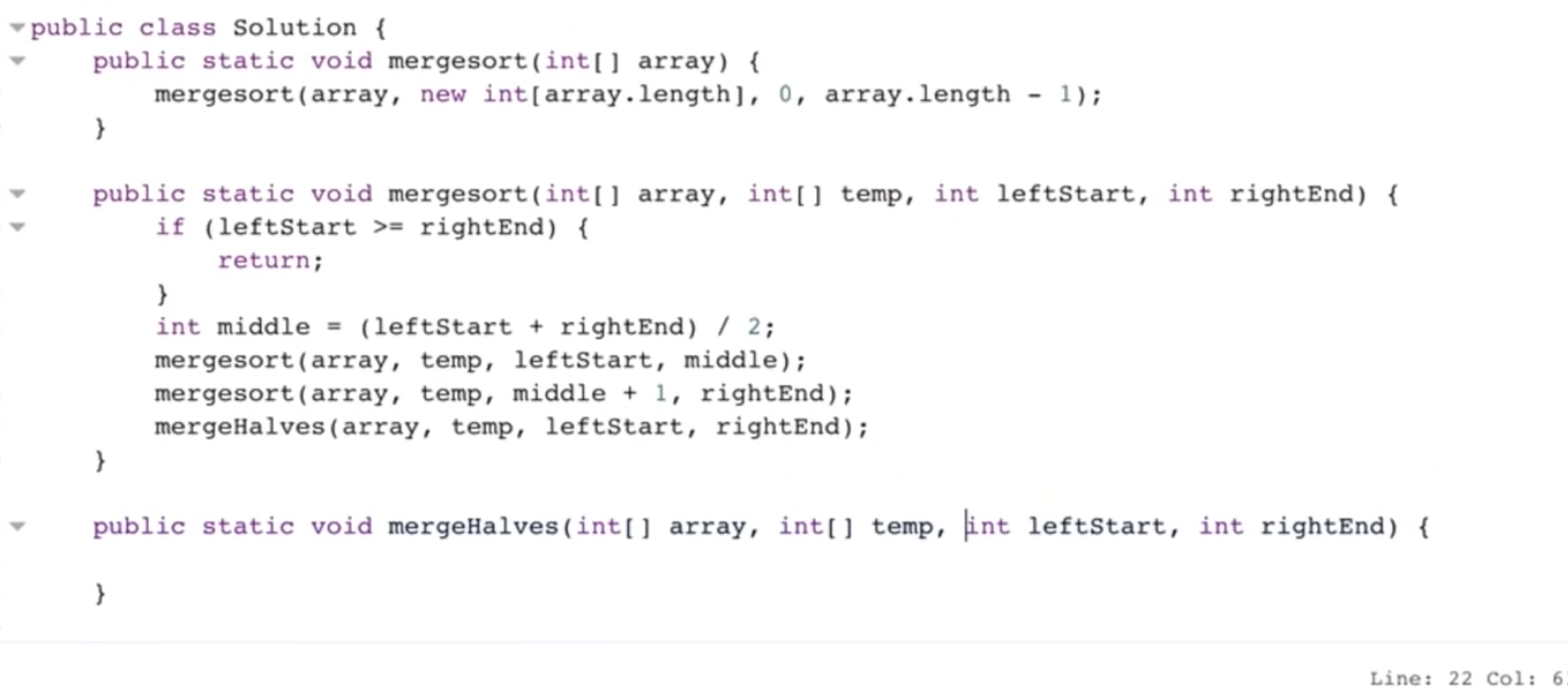 public class Solution {
    public static void mergesort(int[] array) {
        mergesort(array, new int[array.length], 0, array.length - 1);
    }

    public static void mergesort(int[] array, int[] temp, int leftStart, int rightEnd) {
        if (leftStart >= rightEnd) {
            return;
        }
        int middle = (leftStart + rightEnd) / 2;
        mergesort(array, temp, leftStart, middle);
        mergesort(array, temp, middle + 1, rightEnd);
        mergeHalves(array, temp, leftStart, rightEnd);
    }

    public static void mergeHalves(int[] array, int[] temp, int leftStart, int rightEnd) {

    }
Line: 22 Col: 6